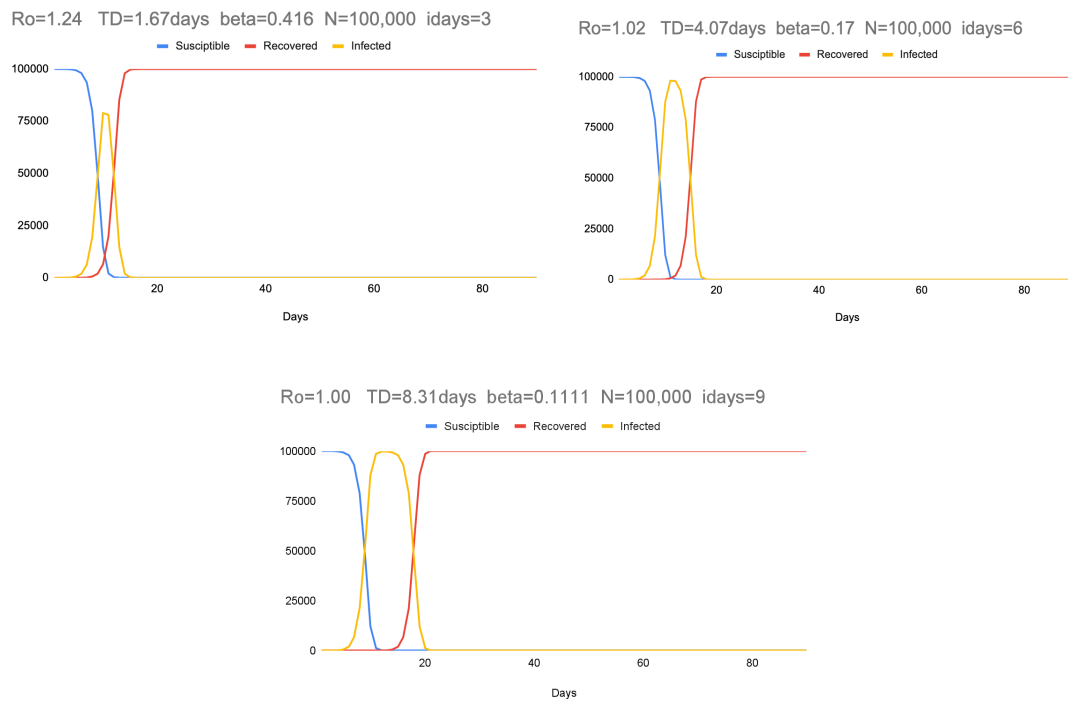 Ro=1.24 TD=1.67days beta=0.416 N=100,000 idays=3
Susciptible Recovered Infected
100000
75000
50000
25000
0
20 40 60 80
Days
Ro=1.02 TD=4.07days beta=0.17 N=100,000 idays=6
Susciptible Recovered Infected
100000
75000
50000
25000
0
20 40 60 80
Days
Ro=1.00 TD=8.31days beta=0.1111 N=100,000 idays=9
Susciptible Recovered Infected
100000
75000
50000
25000
0
20 40 60 80
Days